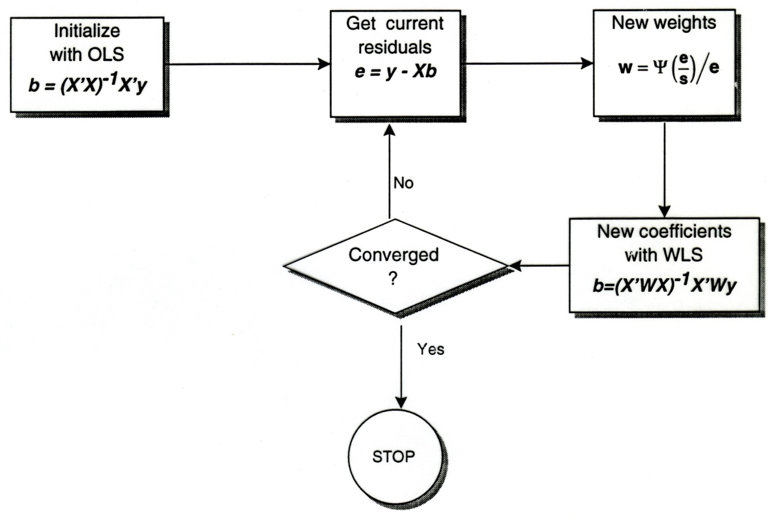 Initialize
with OLS
b = (X'X)-1X'y
Get current
residuals
e = y - Xb
New weights
w = Ψ(e/s)/e
New coefficients
with WLS
b=(X'WX)-1X'Wy
Converged
?
No
Yes
STOP